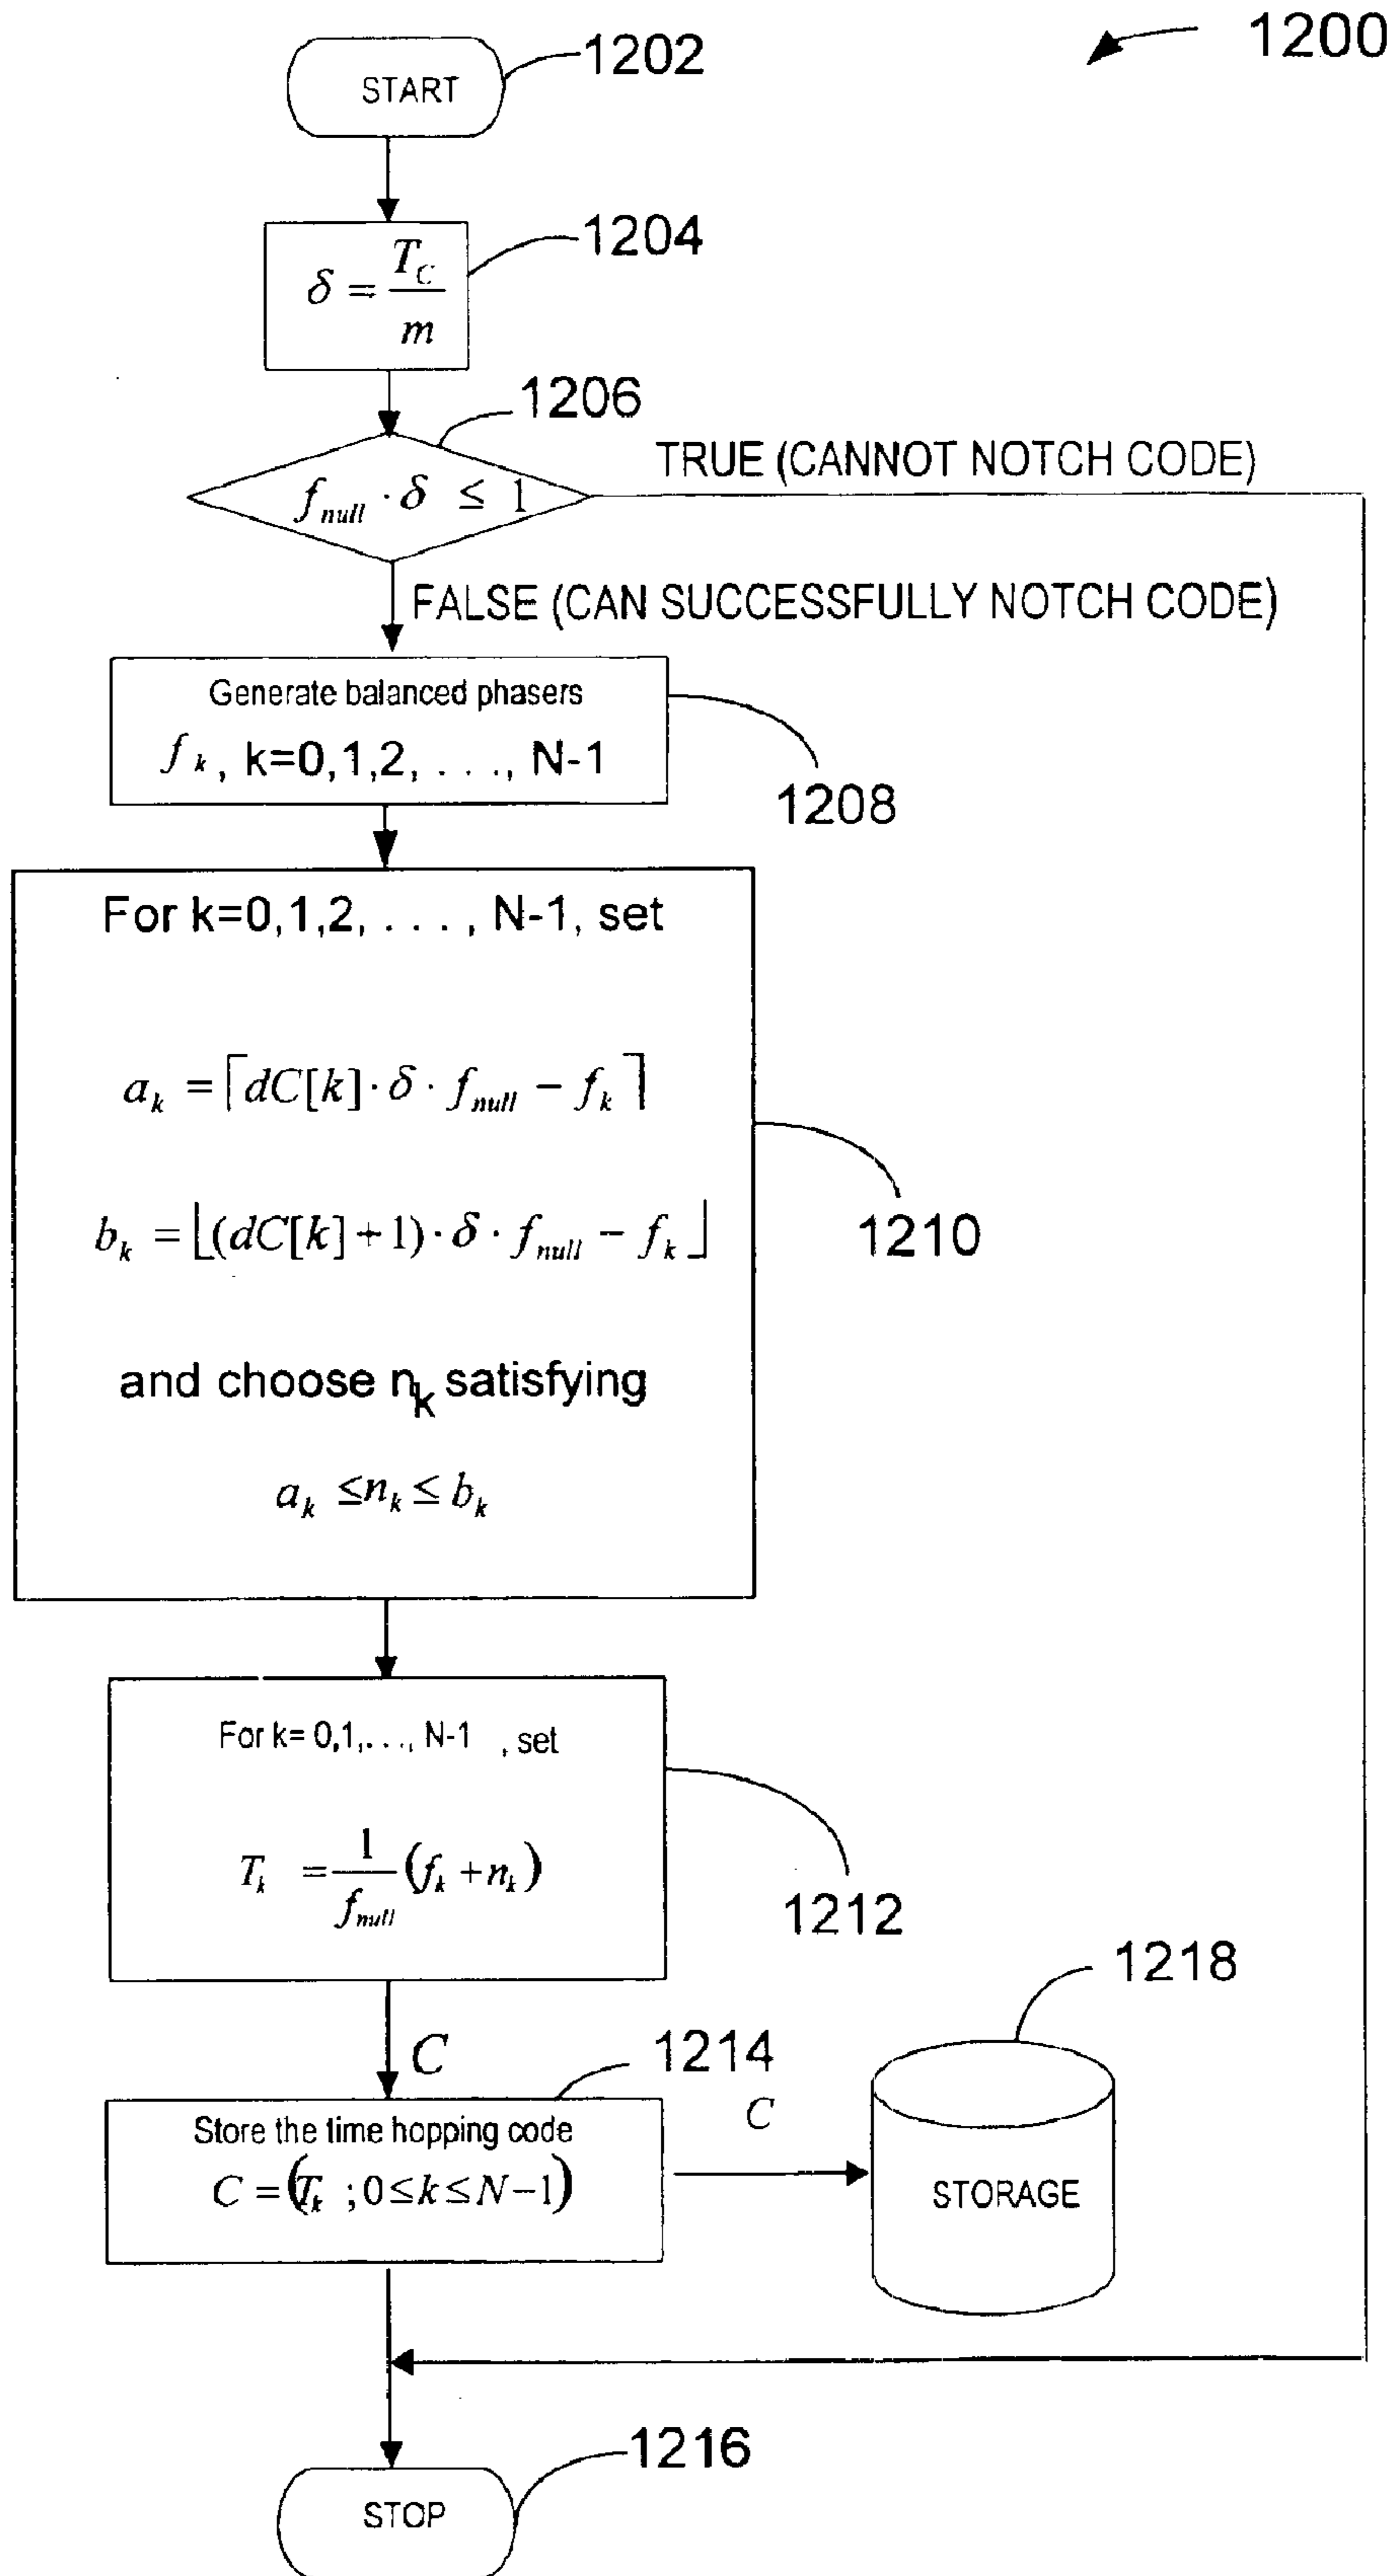 1200
START
1202
δ = T_C / m
1204
1206
f_null · δ ≤ 1
TRUE (CANNOT NOTCH CODE)
FALSE (CAN SUCCESSFULLY NOTCH CODE)
Generate balanced phasers
f_k, k=0,1,2, . . ., N-1
1208
For k=0,1,2, . . . , N-1, set
a_k = ⌈dC[k] · δ · f_null − f_k⌉
b_k = ⌊(dC[k]+1) · δ · f_null − f_k⌋
1210
and choose n_k satisfying
a_k ≤ n_k ≤ b_k
For k= 0,1,. . ., N-1 , set
T_k = 1/f_null (f_k + n_k)
1212
C
1214
Store the time hopping code
C = (T_k ; 0≤k≤N−1)
C
1218
STORAGE
1216
STOP